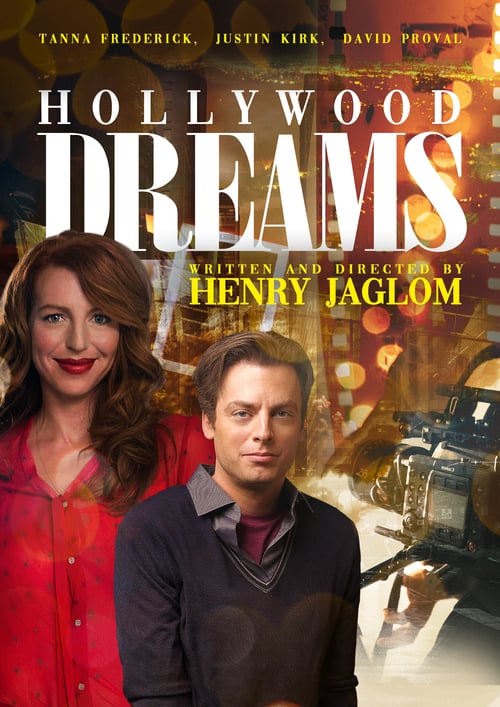 TANNA FREDERICK, JUSTIN KIRK, DAVID PROVAL
HOLLYWOOD
DREAMS
WRITTEN AND DIRECTED BY
HENRY JAGLOM